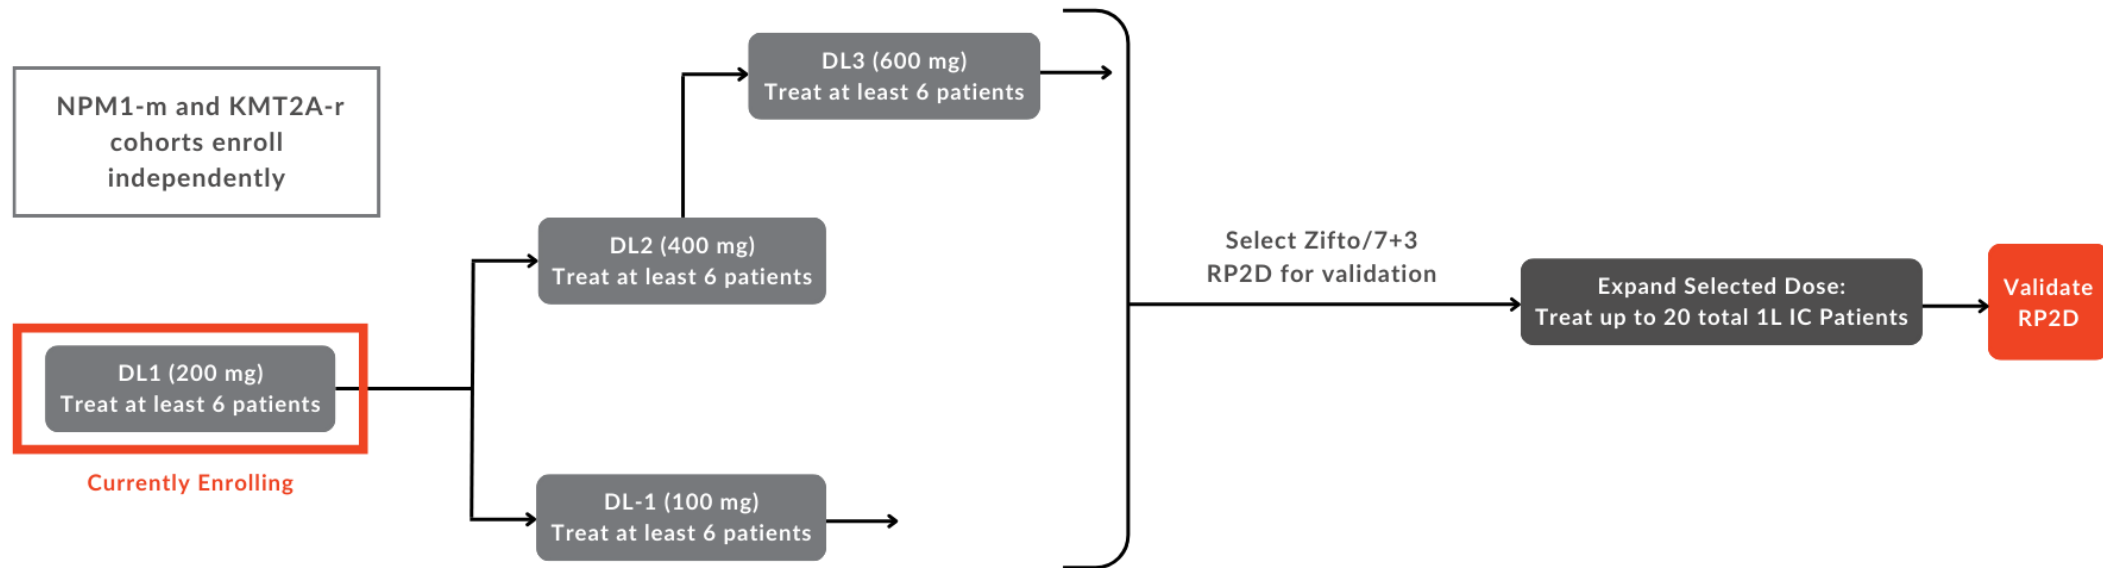 NPM1-m and KMT2A-r
cohorts enroll
independently
DL1 (200 mg)
Treat at least 6 patients
Currently Enrolling
DL2 (400 mg)
Treat at least 6 patients
DL-1 (100 mg)
Treat at least 6 patients
DL3 (600 mg)
Treat at least 6 patients
Select Zifto/7+3
RP2D for validation
Expand Selected Dose:
Treat up to 20 total 1L IC Patients
Validate
RP2D